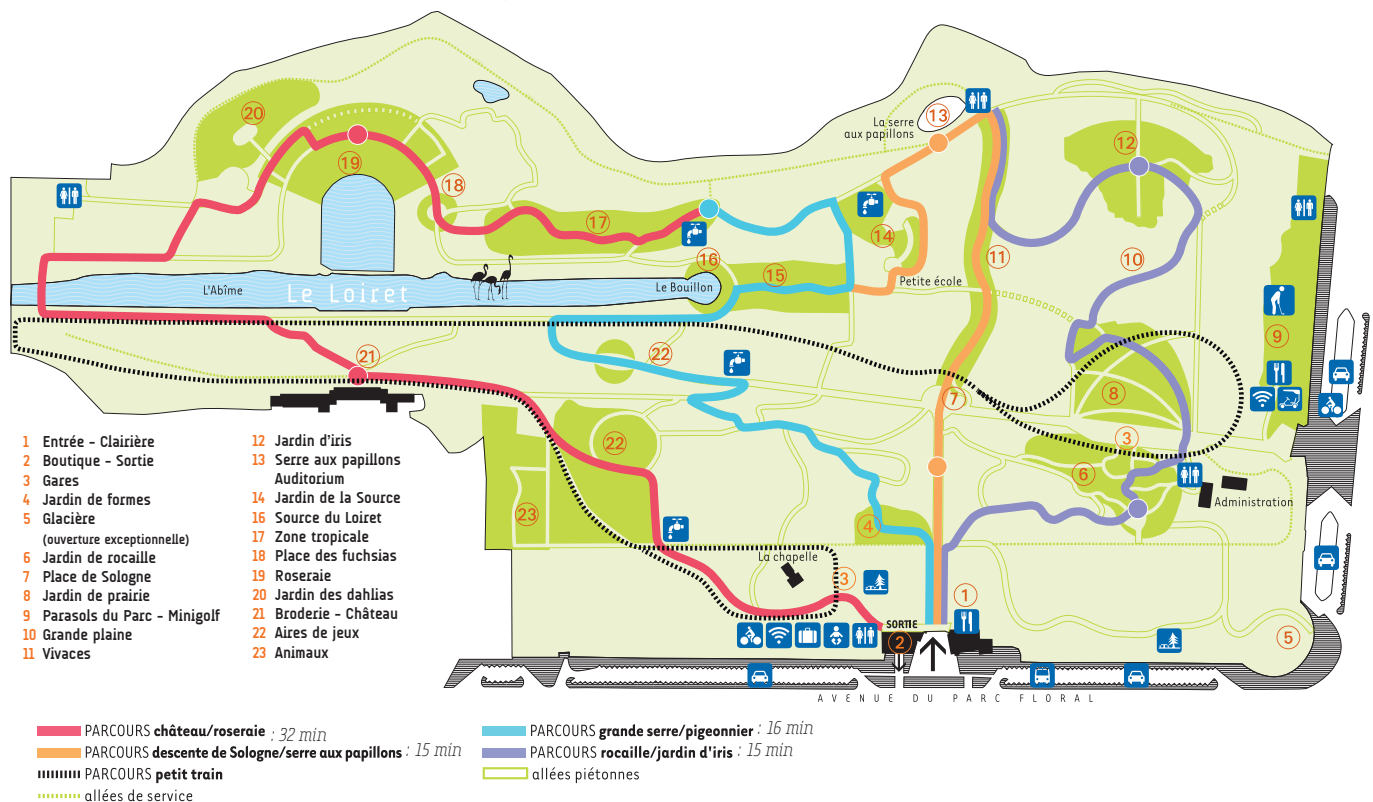 20
19
18
17
16
15
14
13
12
11
10
9
8
7
6
5
4
3
3
2
1
21
22
22
23
La serre
aux papillons
Petite école
L'Abîme
Le Loiret
Le Bouillon
La chapelle
Administration
SORTIE
AVENUE DU PARC FLORAL
1 Entrée - Clairière
2 Boutique - Sortie
3 Gares
4 Jardin de formes
5 Glacière
(ouverture exceptionnelle)
6 Jardin de rocaille
7 Place de Sologne
8 Jardin de prairie
9 Parasols du Parc - Minigolf
10 Grande plaine
11 Vivaces
12 Jardin d'iris
13 Serre aux papillons
Auditorium
14 Jardin de la Source
16 Source du Loiret
17 Zone tropicale
18 Place des fuchsias
19 Roseraie
20 Jardin des dahlias
21 Broderie - Château
22 Aires de jeux
23 Animaux
PARCOURS château/roseraie : 32 min
PARCOURS descente de Sologne/serre aux papillons : 15 min
PARCOURS petit train
allées de service
PARCOURS grande serre/pigeonnier : 16 min
PARCOURS rocaille/jardin d'iris : 15 min
allées piétonnes